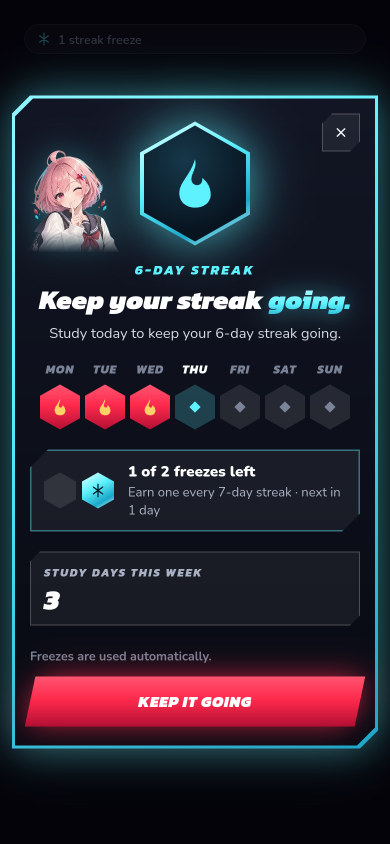 1 streak freeze
6-DAY STREAK
Keep your streak going.
Study today to keep your 6-day streak going.
MON TUE WED THU FRI SAT SUN
1 of 2 freezes left
Earn one every 7-day streak · next in
1 day
STUDY DAYS THIS WEEK
3
Freezes are used automatically.
KEEP IT GOING